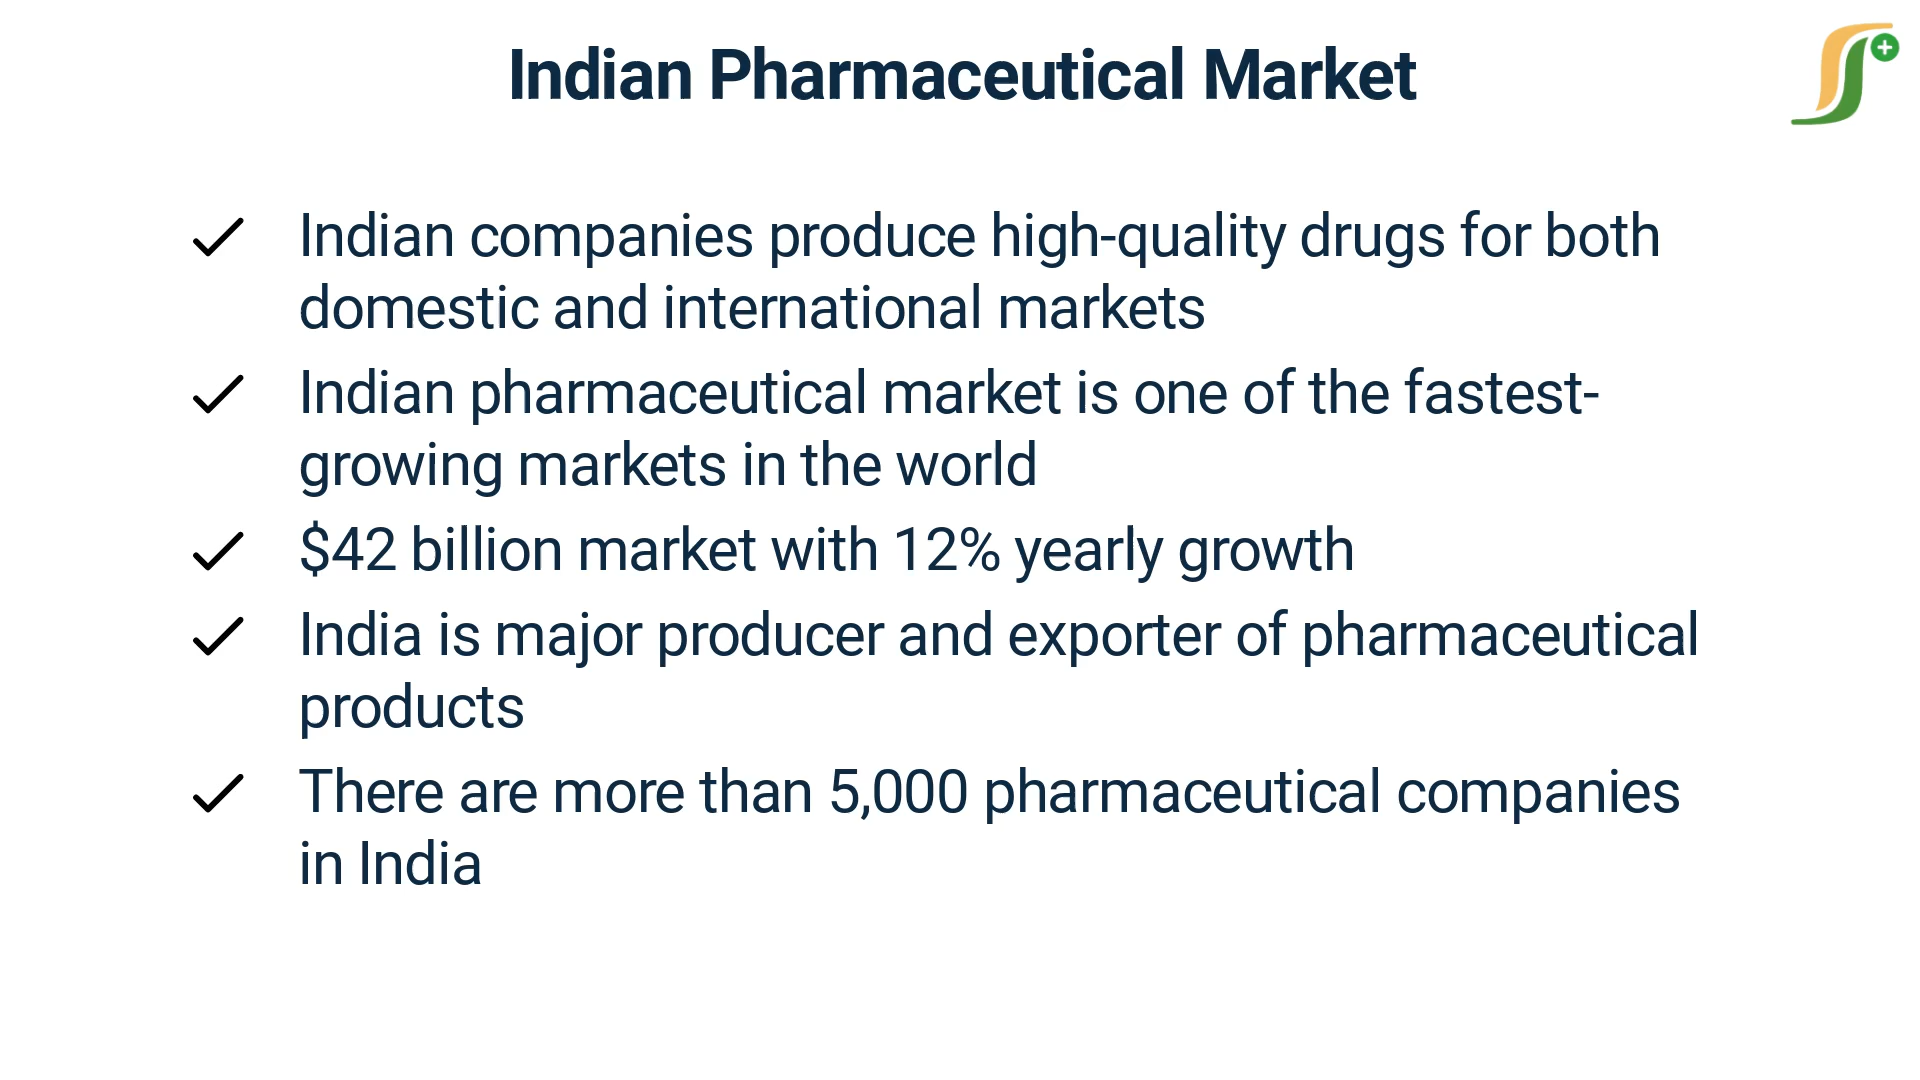 Indian Pharmaceutical Market
Indian companies produce high-quality drugs for both
domestic and international markets
Indian pharmaceutical market is one of the fastest-
growing markets in the world
$42 billion market with 12% yearly growth
India is major producer and exporter of pharmaceutical
products
There are more than 5,000 pharmaceutical companies
in India